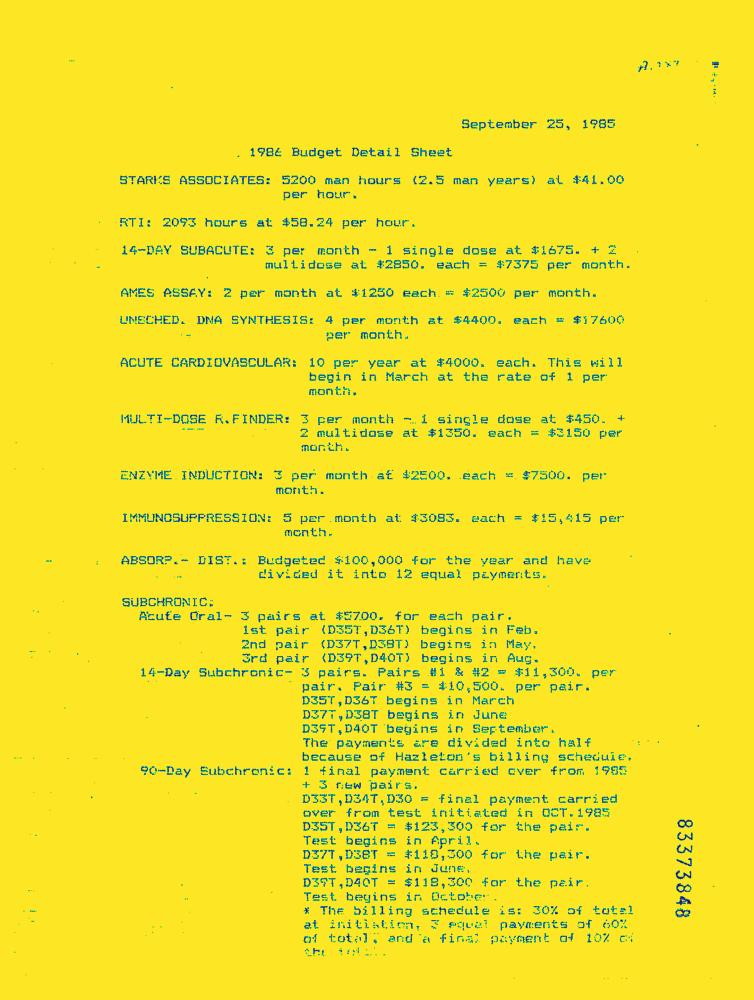 September 25, 1985
1986 Budget Detail Sheet
STARKS ASSOCIATES: 5200 man hours (2.5 man years) at $41.00
per hour.
RTI: 2093 hours at $58.24 per hour.
14-DAY SUBACUTE: 3 per month - 1 single dose at $1675. + 2
multidose at $2850. each = $7375 per month.
AMES ASSAY: 2 per month at $1250 each = $2500 per month.
UNSCHED. DNA SYNTHESIS: 4 per month at $4400. each = $17600
per month.
ACUTE CARDIOVASCULAR: 10 per year at $4000. each. This will
begin in March at the rate of 1 per
month.
MULTI-DOSE R.FINDER: 3 per month - 1 single dose at $450. +
2 multidose at $1350. each = $3150 per
month.
ENZYME INDUCTION: 3 per month at $2500. each = $7500. per
month.
IMMUNOSUPPRESSION: 5 per month at $3083. each = $15,415 per
month.
ABSORP.- DIST.: Budgeted $100,000 for the year and have
divided it into 12 equal payments.
SUBCHRONIC:
Acute Oral- 3 pairs at $5700. for each pair.
1st pair (D35T,D36T) begins in Feb.
2nd pair (D37T,D38T) begins in May.
3rd pair (D39T,D40T) begins in Aug.
14-Day Subchronic- 3 pairs. Pairs #1 & #2 = $11,300. per
pair. Pair #3 = $10,500. per pair.
D35T,D36T begins in March
D37T,D38T begins in June
D39T,D40T begins in September.
The payments are divided into half
because of Hazleton's billing schedule.
90-Day Subchronic: 1 final payment carried over from 1985
+ 3 new pairs.
D33T,D34T,D30 = final payment carried
over from test initiated in OCT.1985
D35T,D36T = $123,300 for the pair.
Test begins in April.
D37T,D38T = $118,300 for the pair.
Test begins in June.
D39T,D40T = $118,300 for the pair.
Test begins in October.
* The billing schedule is: 30% of total
at initiation, 3 equal payments of 60%
of total, and a final payment of 10% of
the total.
83373848